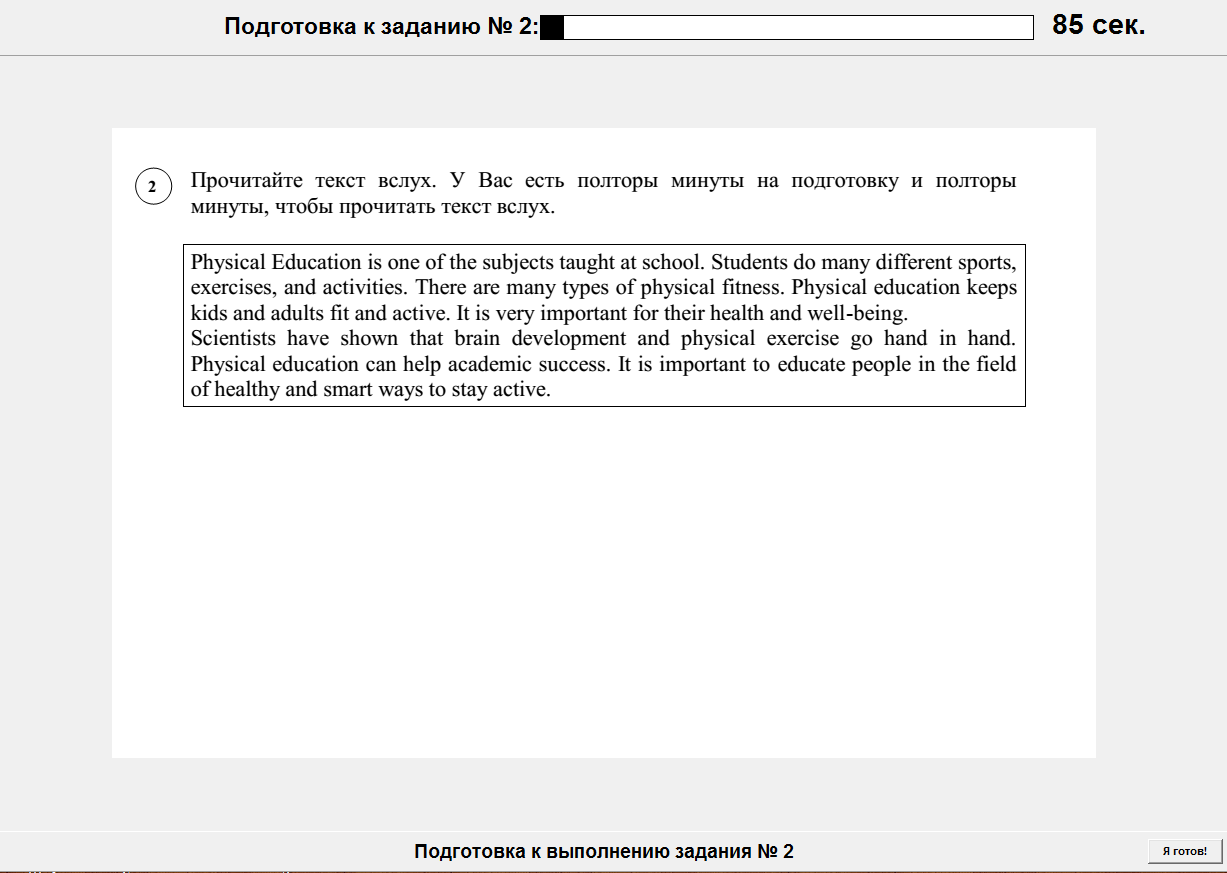 Подготовка к заданию № 2:
85 сек.
2
Прочитайте текст вслух. У Вас есть полторы минуты на подготовку и полторы
минуты, чтобы прочитать текст вслух.
Physical Education is one of the subjects taught at school. Students do many different sports,
exercises, and activities. There are many types of physical fitness. Physical education keeps
kids and adults fit and active. It is very important for their health and well-being.
Scientists have shown that brain development and physical exercise go hand in hand.
Physical education can help academic success. It is important to educate people in the field
of healthy and smart ways to stay active.
Подготовка к выполнению задания № 2
Я готов!